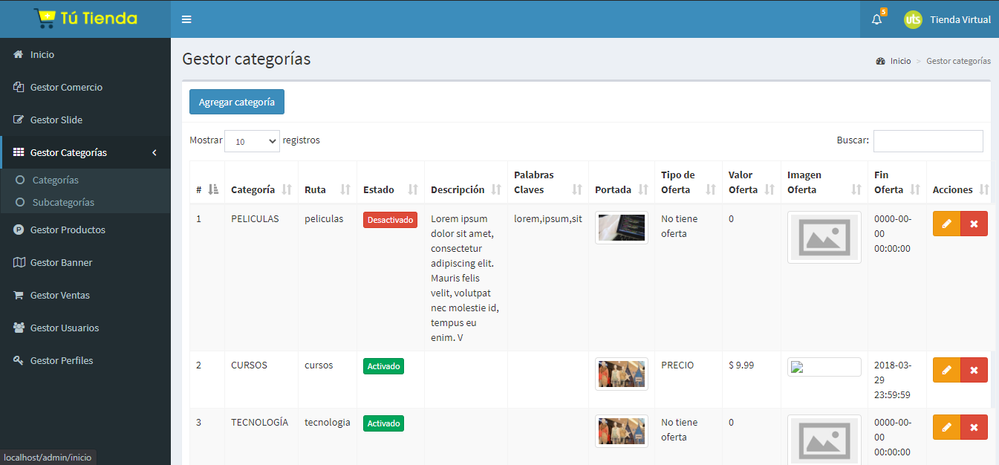 Tú Tienda
5
uts
Tienda Virtual
Inicio
Gestor Comercio
Gestor Slide
Gestor Categorías
Categorías
Subcategorías
Gestor Productos
Gestor Banner
Gestor Ventas
Gestor Usuarios
Gestor Perfiles
localhost/admin/inicio
Gestor categorías
Inicio > Gestor categorías
Agregar categoría
Mostrar 10 registros
Buscar:
# Categoría Ruta Estado Descripción Palabras Claves Portada Tipo de Oferta Valor Oferta Imagen Oferta Fin Oferta Acciones
1 PELICULAS peliculas Desactivado
Lorem ipsum
dolor sit amet,
consectetur
adipiscing elit.
Mauris felis
velit, volutpat
nec molestie id,
tempus eu
enim. V
lorem,ipsum,sit
No tiene
oferta
0
0000-00-
00
00:00:00
2 CURSOS cursos Activado PRECIO $ 9.99
2018-03-
29
23:59:59
3 TECNOLOGÍA tecnologia Activado
No tiene
oferta
0
0000-00-
00
00:00:00